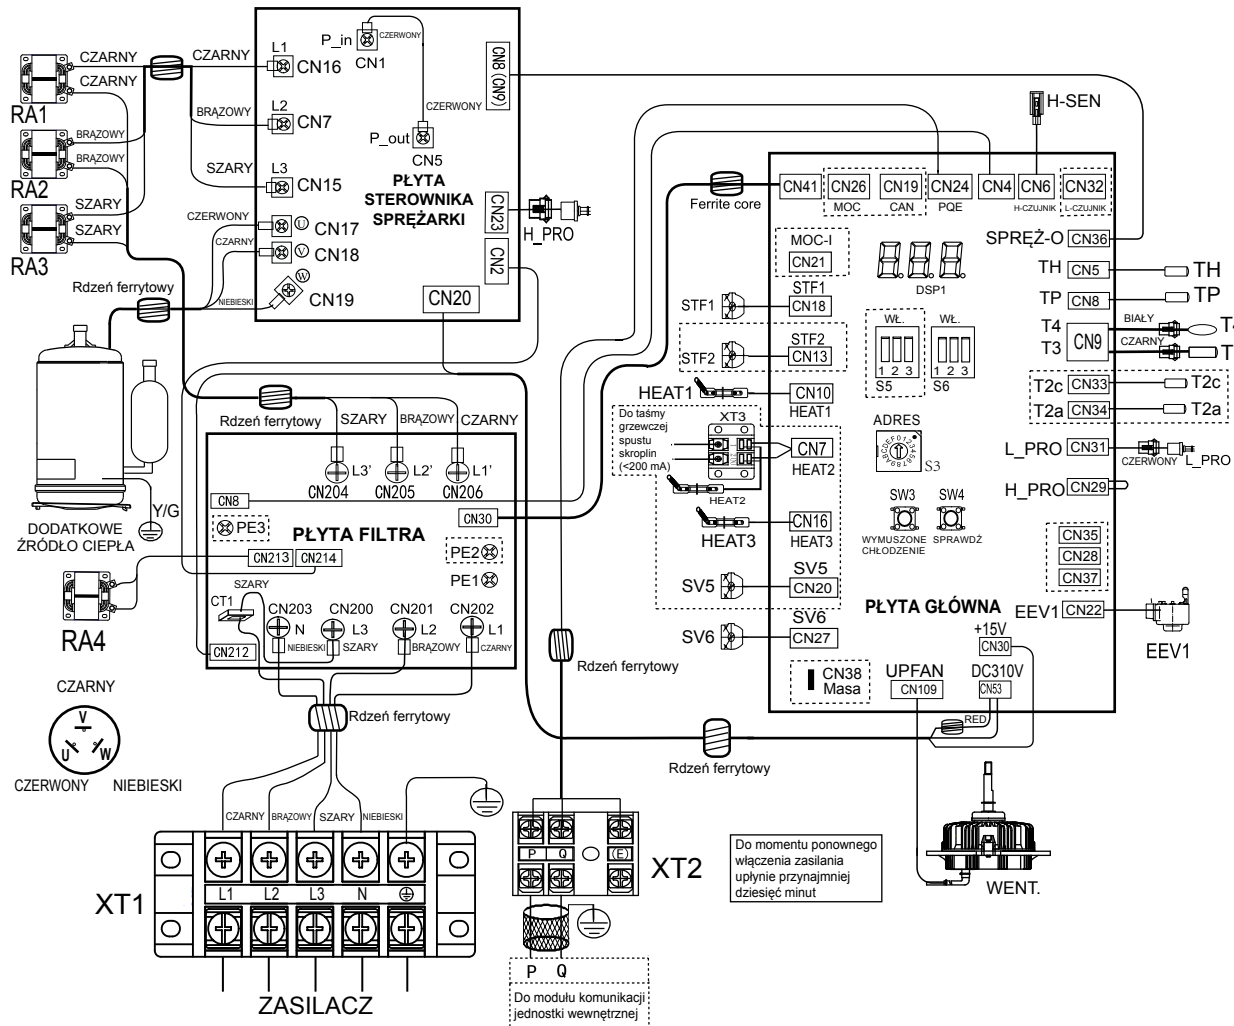 CZARNY
CZARNY
RA1
BRĄZOWY
BRĄZOWY
RA2
SZARY
SZARY
RA3
CZARNY
BRĄZOWY
SZARY
CZERWONY
CZARNY
NIEBIESKI
Rdzeń ferrytowy
L1
CN16
L2
CN7
L3
CN15
U
CN17
V
CN18
W
CN19
P_in
CN1
CZERWONY
CZERWONY
P_out
CN5
PŁYTA
STEROWNIKA
SPRĘŻARKI
CN8 (CN9)
CN23
CN2
CN20
H_PRO
H-SEN
Ferrite core
CN41
CN26
MOC
CN19
CAN
CN24
PQE
CN4
CN6
H-CZUJNIK
CN32
L-CZUJNIK
MOC-I
CN21
DSP1
SPRĘŻ-O
CN36
TH
CN5
TH
TP
CN8
TP
T4
T3
CN9
BIAŁY
CZARNY
T4
T
T2c
CN33
T2c
T2a
CN34
T2a
L_PRO
CN31
CZERWONY
L_PRO
H_PRO
CN29
CN35
CN28
CN37
EEV1
CN22
EEV1
STF1
STF1
CN18
STF2
STF2
CN13
HEAT1
CN10
HEAT1
Do taśmy
grzewczej
spustu
skroplin
(<200 mA)
XT3
HEAT2
CN7
HEAT2
HEAT3
CN16
HEAT3
SV5
SV5
CN20
SV6
SV6
CN27
WŁ.
1 2 3
S5
WŁ.
1 2 3
S6
ADRES
S3
SW3
WYMUSZONE
CHŁODZENIE
SW4
SPRAWDŹ
PŁYTA GŁÓWNA
+15V
CN30
CN38
Masa
UPFAN
CN109
DC310V
CN53
RED
Rdzeń ferrytowy
Rdzeń ferrytowy
Rdzeń ferrytowy
SZARY
BRĄZOWY
CZARNY
L3'
CN204
L2'
CN205
L1'
CN206
CN8
CN30
PE3
PŁYTA FILTRA
PE2
PE1
CN213
CN214
CT1
SZARY
CN203
N
NIEBIESKI
CN200
L3
SZARY
CN201
L2
BRĄZOWY
CN202
L1
CZARNY
CN212
Y/G
DODATKOWE
ŹRÓDŁO CIEPŁA
RA4
CZARNY
V
U
W
CZERWONY
NIEBIESKI
Rdzeń ferrytowy
CZARNY
BRĄZOWY
SZARY
NIEBIESKI
XT1
L1
L2
L3
N
ZASILACZ
P
Q
(E)
XT2
P
Q
Do modułu komunikacji
jednostki wewnętrznej
Do momentu ponownego
włączenia zasilania
upłynie przynajmniej
dziesięć minut
WENT.